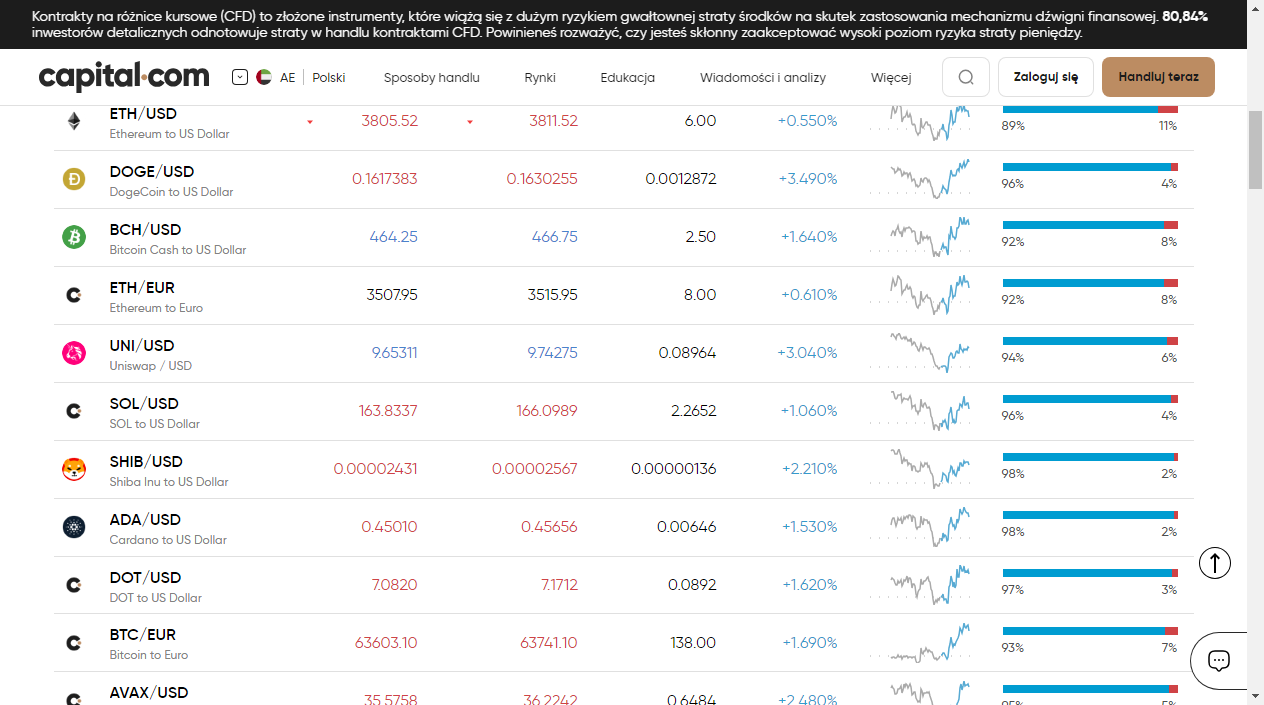 Kontrakty na różnice kursowe (CFD) to złożone instrumenty, które wiążą się z dużym ryzykiem gwałtownej straty środków na skutek zastosowania mechanizmu dźwigni finansowej. 80,84%
inwestorów detalicznych odnotowuje straty w handlu kontraktami CFD. Powinieneś rozważyć, czy jesteś skłonny zaakceptować wysoki poziom ryzyka straty pieniędzy.
capital.com AE Polski Sposoby handlu Rynki Edukacja Wiadomości i analizy Więcej Zaloguj się Handluj teraz
ETH/USD 3805.52 3811.52 6.00 +0.550%
Ethereum to US Dollar 89% 11%
DOGE/USD 0.1617383 0.1630255 0.0012872 +3.490%
DogeCoin to US Dollar 96% 4%
BCH/USD 464.25 466.75 2.50 +1.640%
Bitcoin Cash to US Dollar 92% 8%
ETH/EUR 3507.95 3515.95 8.00 +0.610%
Ethereum to Euro 92% 8%
UNI/USD 9.65311 9.74275 0.08964 +3.040%
Uniswap / USD 94% 6%
SOL/USD 163.8337 166.0989 2.2652 +1.060%
SOL to US Dollar 96% 4%
SHIB/USD 0.00002431 0.00002567 0.00000136 +2.210%
Shiba Inu to US Dollar 98% 2%
ADA/USD 0.45010 0.45656 0.00646 +1.530%
Cardano to US Dollar 98% 2%
DOT/USD 7.0820 7.1712 0.0892 +1.620%
DOT to US Dollar 97% 3%
BTC/EUR 63603.10 63741.10 138.00 +1.690%
Bitcoin to Euro 93% 7%
AVAX/USD 35.5758 36.2242 0.6484 +2.480%
95% 5%